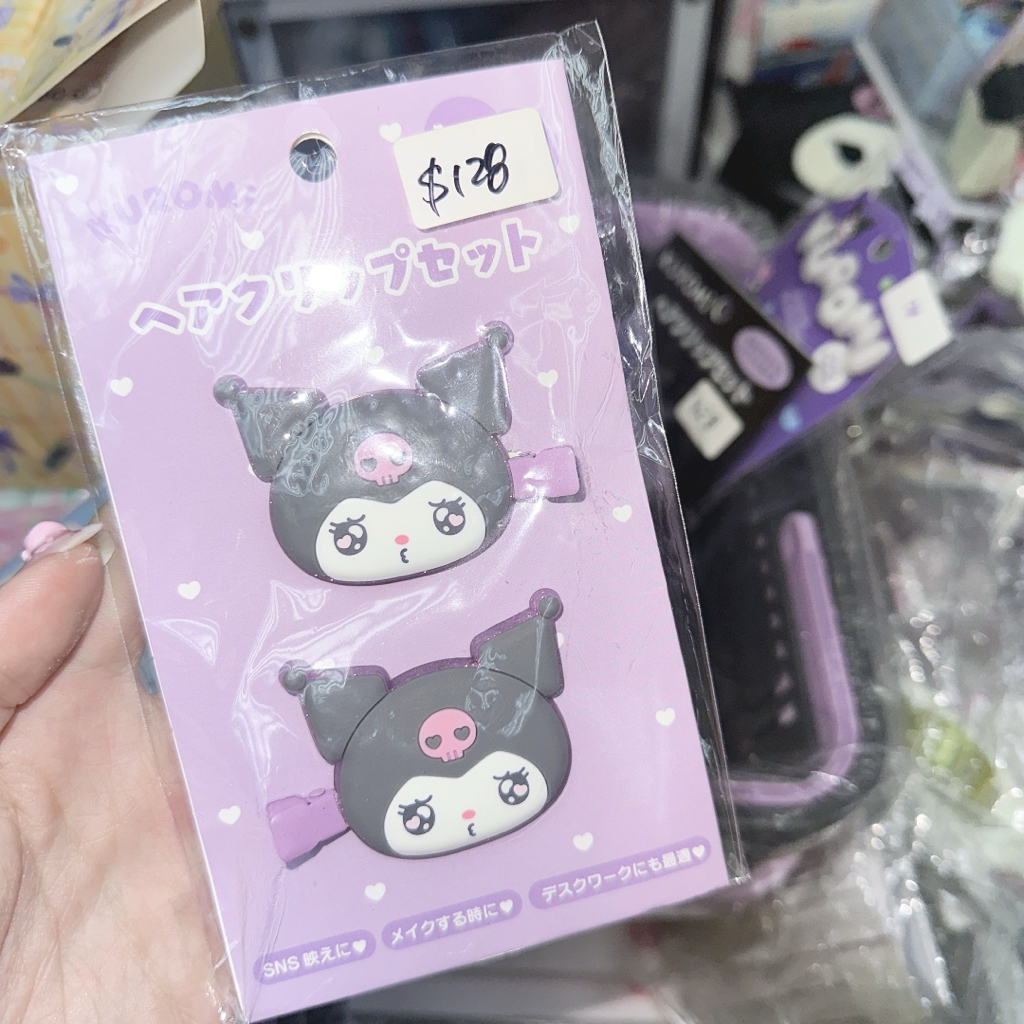 KUROMi
$128
ヘアクリップセット
SNS 映えに♥
メイクする時に♥
デスクワークにも最適♥
KUROMI